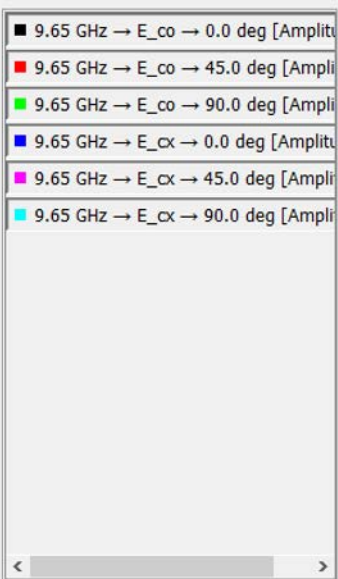 9.65 GHz → E_co → 0.0 deg [Amplitu
9.65 GHz → E_co → 45.0 deg [Ampli
9.65 GHz → E_co → 90.0 deg [Ampli
9.65 GHz → E_cx → 0.0 deg [Amplitu
9.65 GHz → E_cx → 45.0 deg [Ampli
9.65 GHz → E_cx → 90.0 deg [Ampli